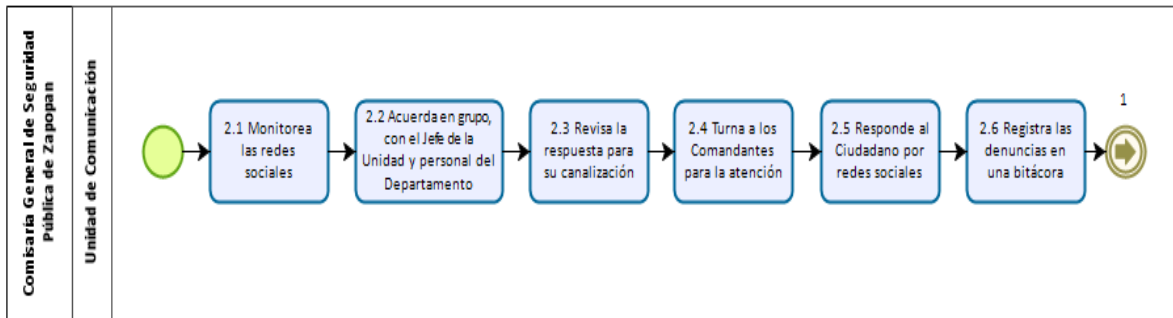 Comisaría General de Seguridad
Pública de Zapopan
Unidad de Comunicación
2.1 Monitorea
las redes
sociales
2.2 Acuerda en grupo,
con el Jefe de la
Unidad y personal del
Departamento
2.3 Revisa la
respuesta para
su canalización
2.4 Turna a los
Comandantes
para la atención
2.5 Responde al
Ciudadano por
redes sociales
2.6 Registra las
denuncias en
una bitácora
1